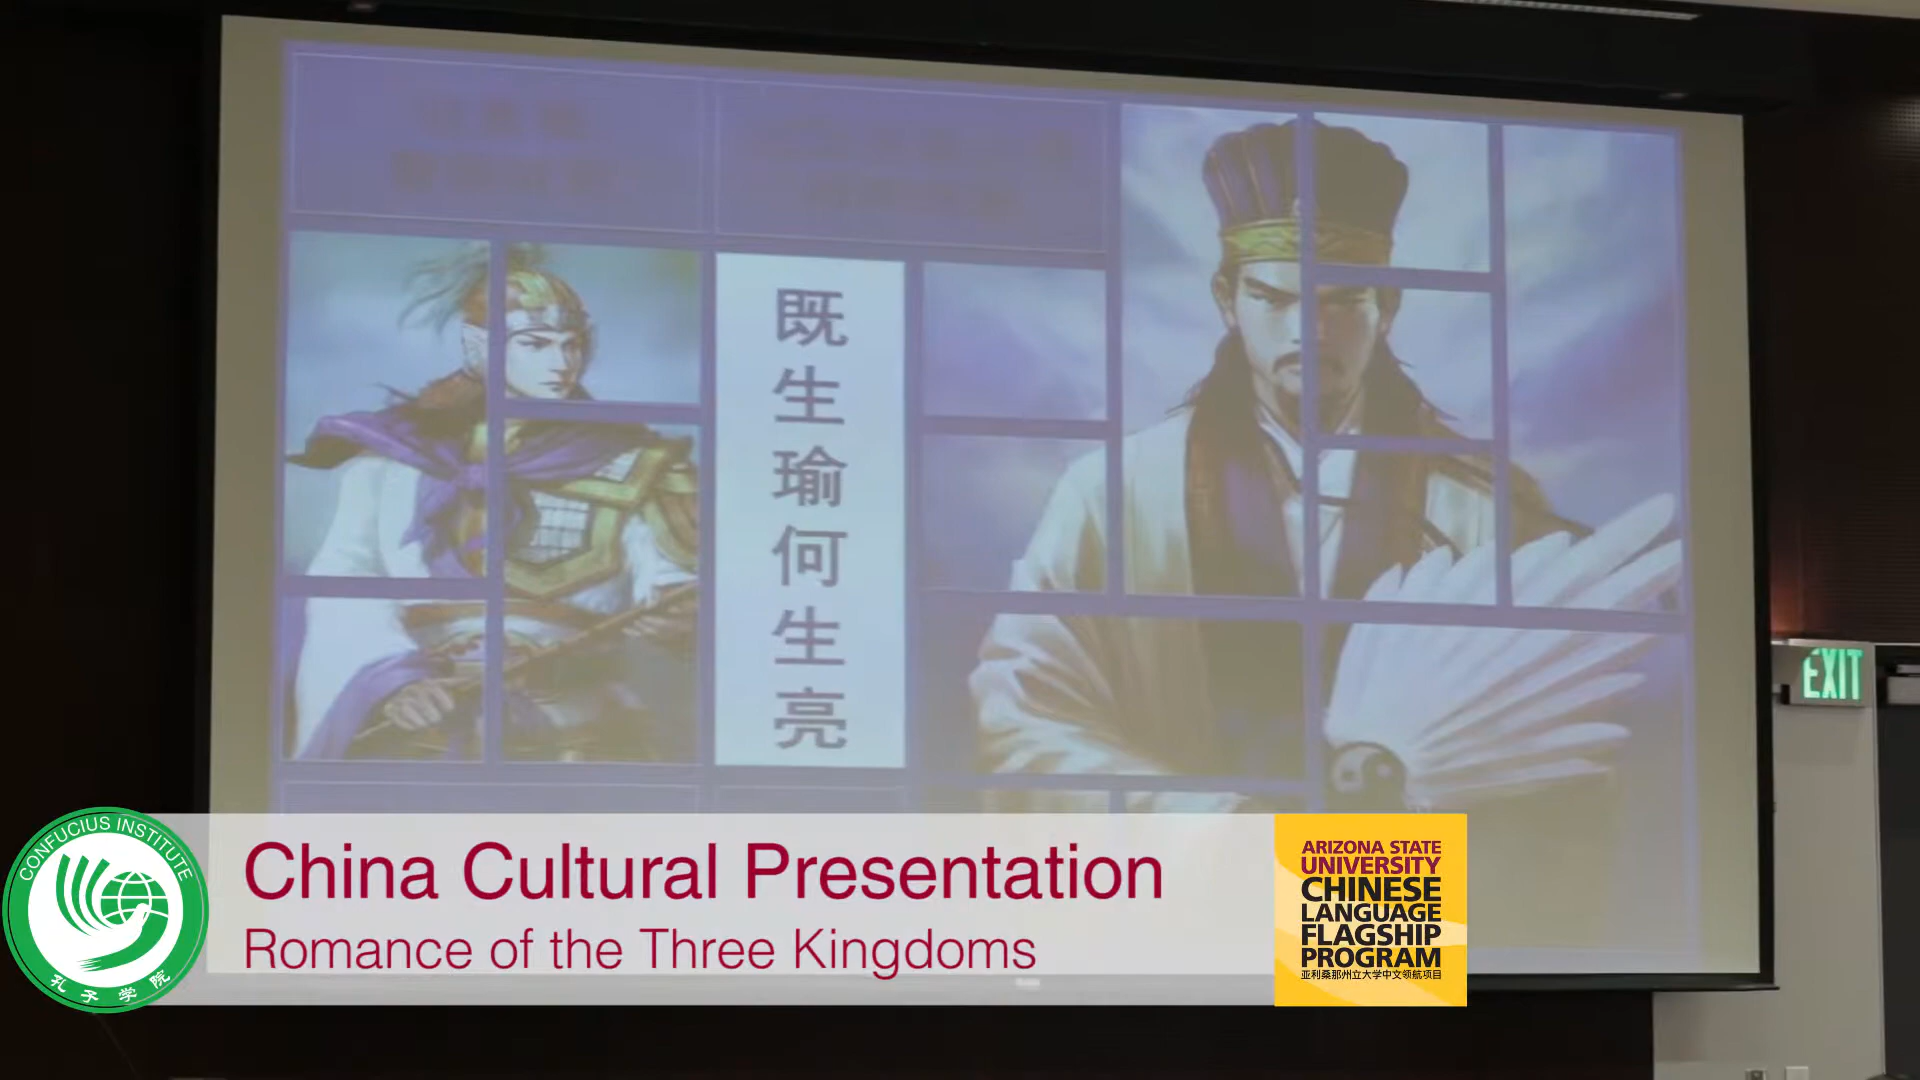 既
生
瑜
何
生
亮
EXIT
CONFUCIUS INSTITUTE
孔子学院
China Cultural Presentation
Romance of the Three Kingdoms
ARIZONA STATE
UNIVERSITY
CHINESE
LANGUAGE
FLAGSHIP
PROGRAM
亚利桑那州立大学中文领航项目